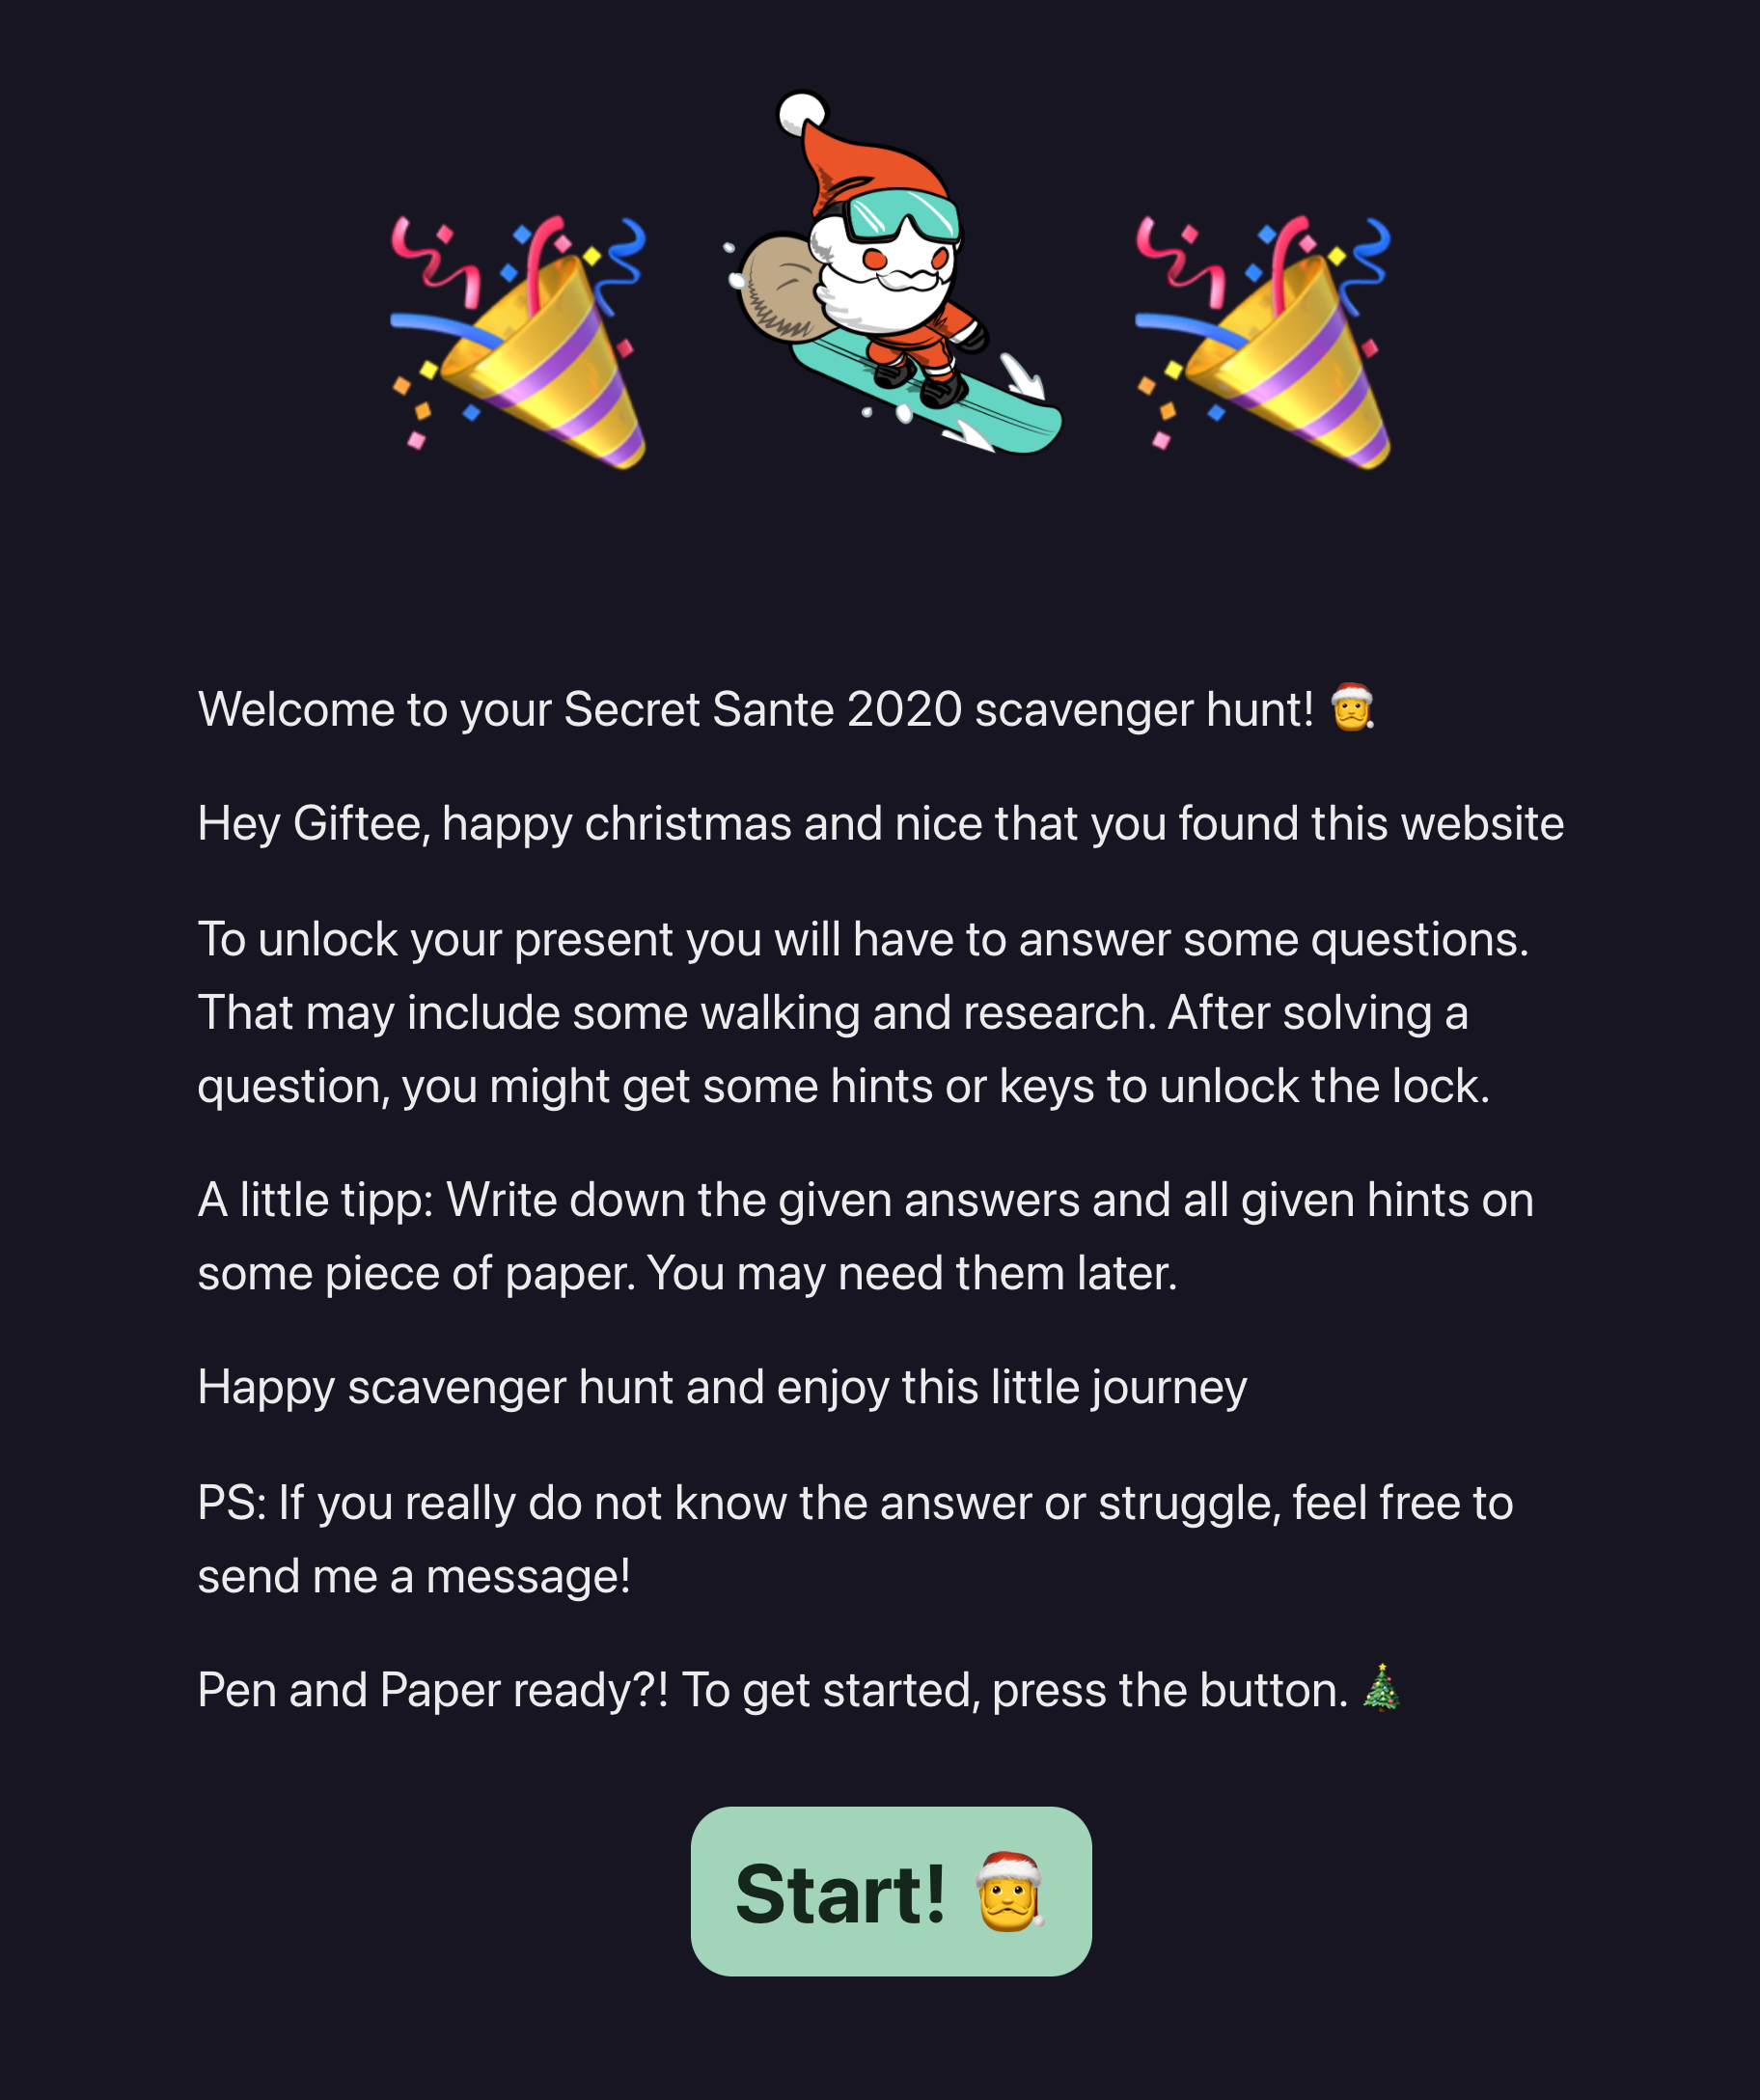 Welcome to your Secret Sante 2020 scavenger hunt! 🎅
Hey Giftee, happy christmas and nice that you found this website
To unlock your present you will have to answer some questions.
That may include some walking and research. After solving a
question, you might get some hints or keys to unlock the lock.
A little tipp: Write down the given answers and all given hints on
some piece of paper. You may need them later.
Happy scavenger hunt and enjoy this little journey
PS: If you really do not know the answer or struggle, feel free to
send me a message!
Pen and Paper ready?! To get started, press the button. 🎄
Start! 🎅